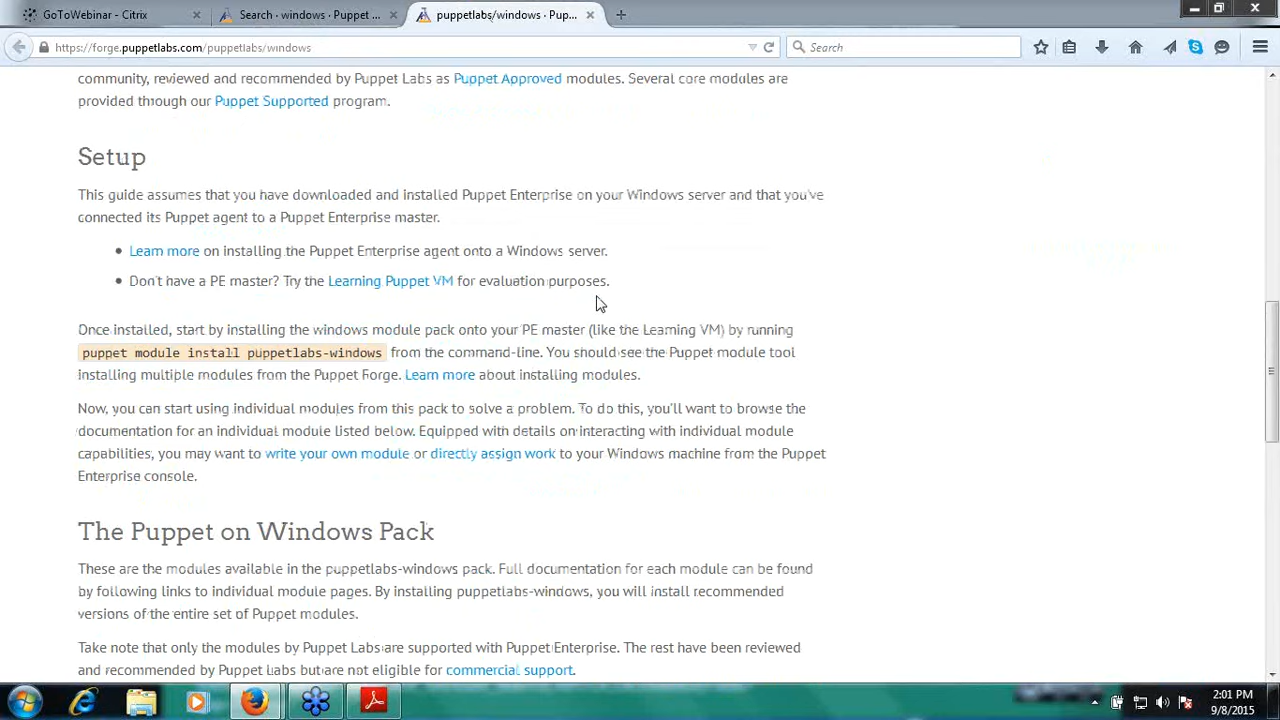 GoToWebinar - Citrix
Search · windows · Puppet ...
puppetlabs/windows · Pup...
https://forge.puppetlabs.com/puppetlabs/windows
Search
community, reviewed and recommended by Puppet Labs as Puppet Approved modules. Several core modules are
provided through our Puppet Supported program.
Setup
This guide assumes that you have downloaded and installed Puppet Enterprise on your Windows server and that you've
connected its Puppet agent to a Puppet Enterprise master.
• Learn more on installing the Puppet Enterprise agent onto a Windows server.
• Don't have a PE master? Try the Learning Puppet VM for evaluation purposes.
Once installed, start by installing the windows module pack onto your PE master (like the Learning VM) by running
puppet module install puppetlabs-windows from the command-line. You should see the Puppet module tool
installing multiple modules from the Puppet Forge. Learn more about installing modules.
Now, you can start using individual modules from this pack to solve a problem. To do this, you'll want to browse the
documentation for an individual module listed below. Equipped with details on interacting with individual module
capabilities, you may want to write your own module or directly assign work to your Windows machine from the Puppet
Enterprise console.
The Puppet on Windows Pack
These are the modules available in the puppetlabs-windows pack. Full documentation for each module can be found
by following links to individual module pages. By installing puppetlabs-windows, you will install recommended
versions of the entire set of Puppet modules.
Take note that only the modules by Puppet Labs are supported with Puppet Enterprise. The rest have been reviewed
and recommended by Puppet Labs but are not eligible for commercial support.
2:01 PM
9/8/2015